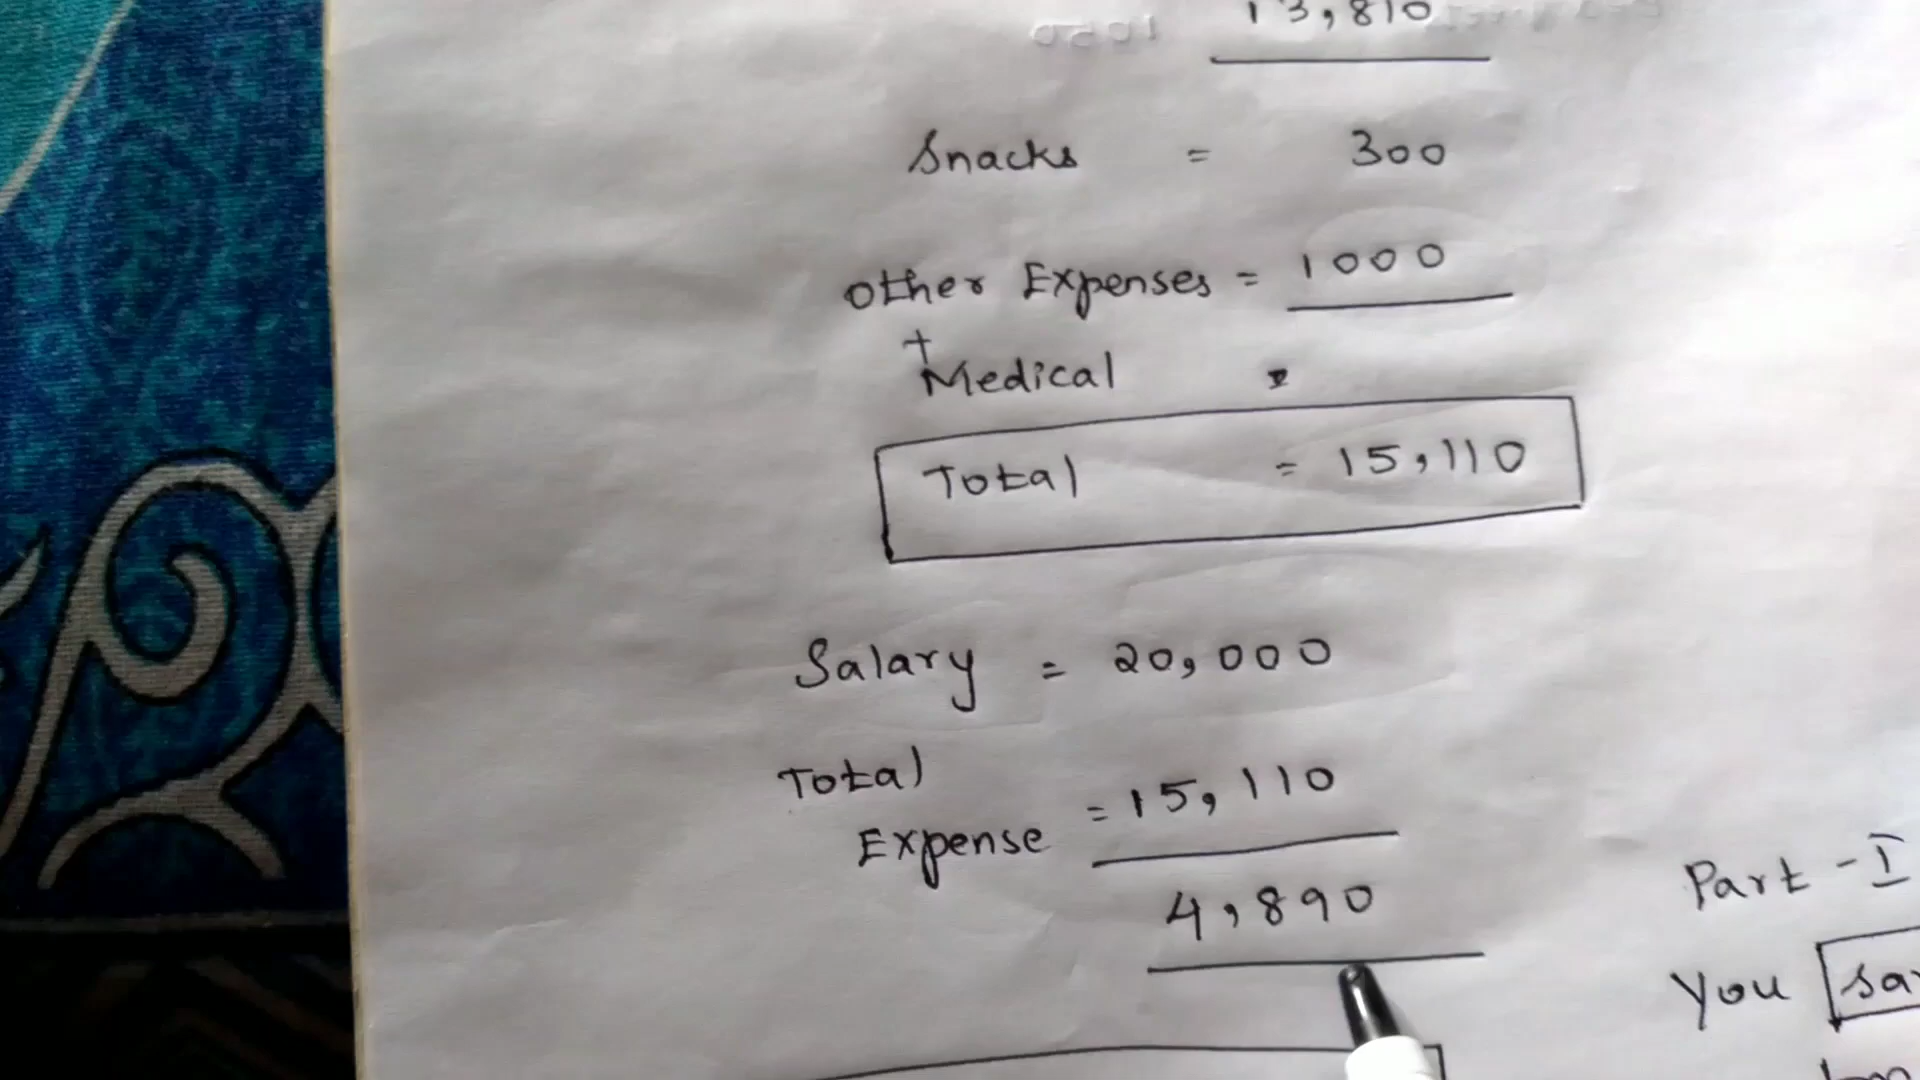 13,810
Snacks = 300
Other Expenses = 1000
+
Medical
Total = 15,110
Salary = 20,000
Total
Expense = 15,110
4,890
Part - I
You